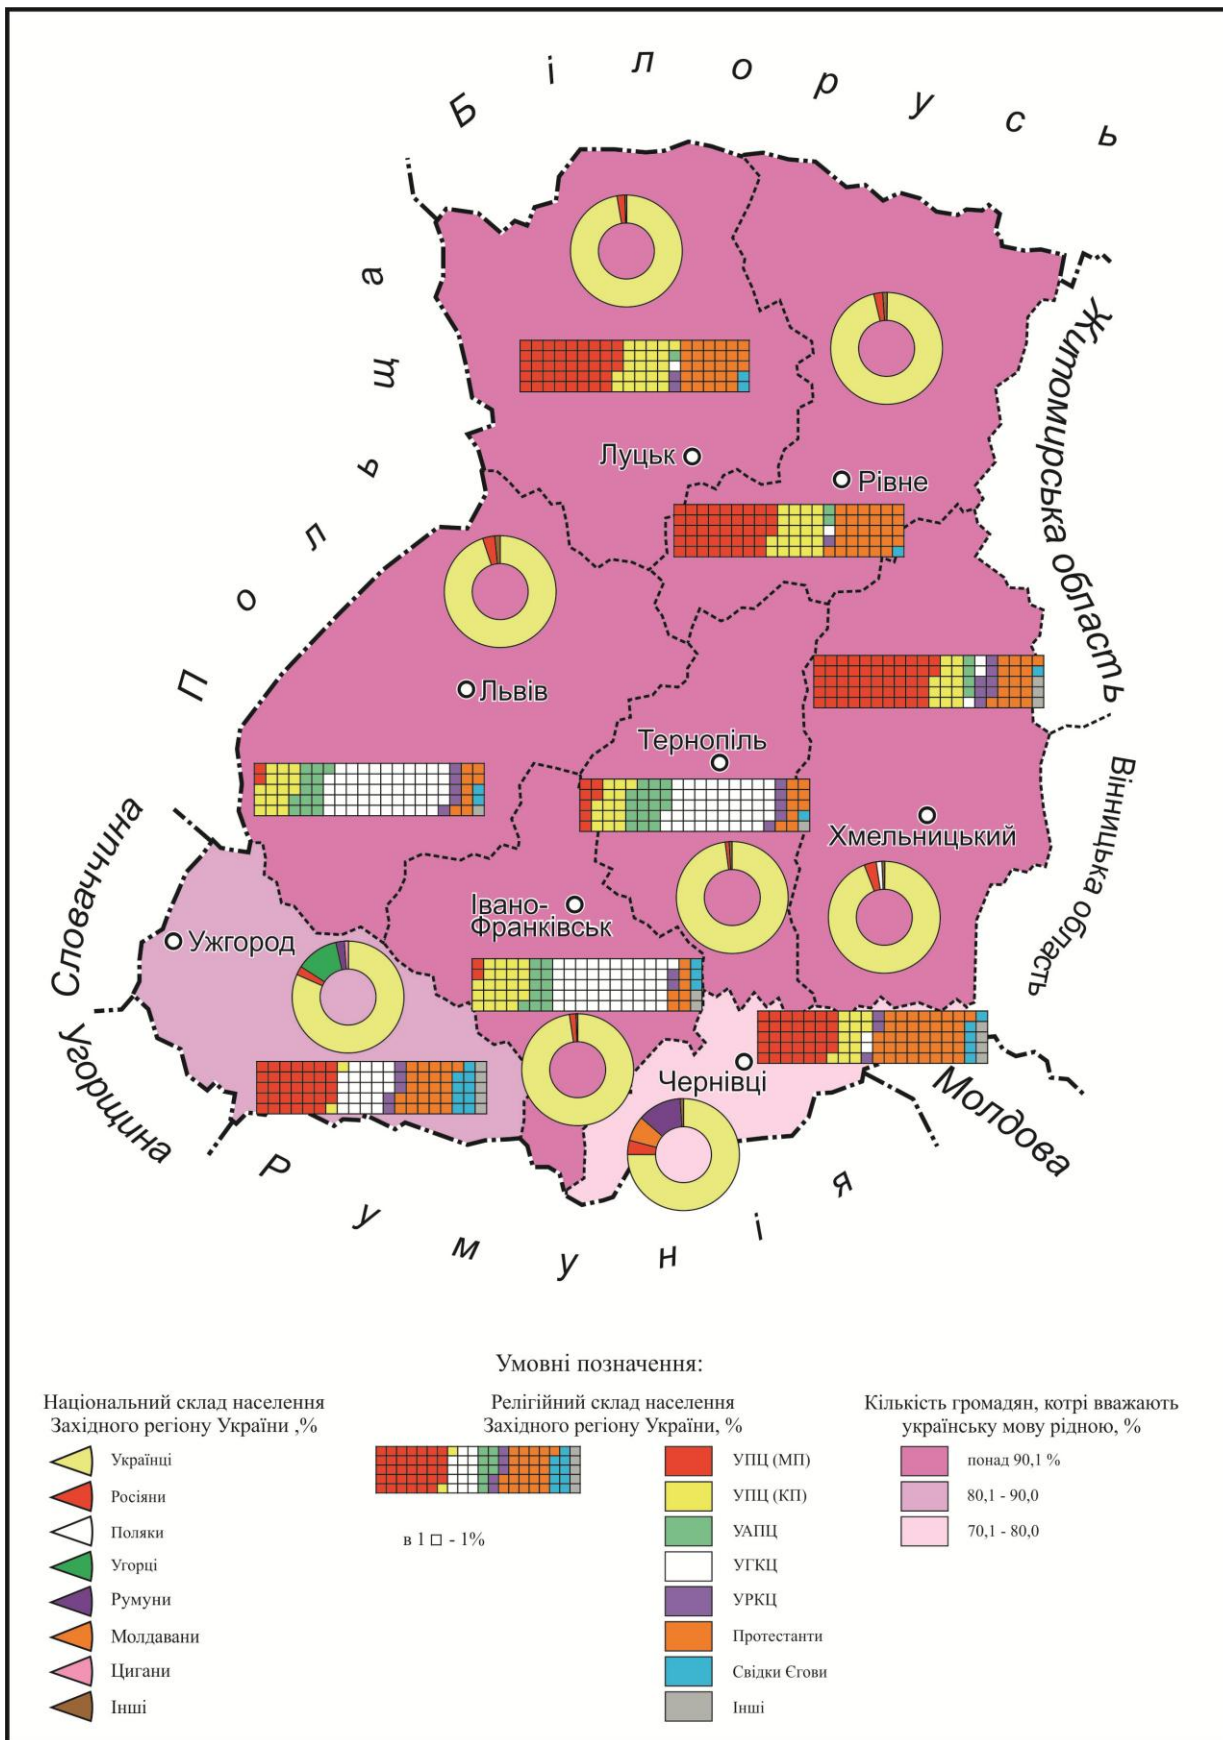 Білорусь
Польща
Житомирська область
Луцьк
Рівне
Львів
Тернопіль
Вінницька область
Хмельницький
Словаччина
Івано-
Франківськ
Ужгород
Угорщина
Чернівці
Молдова
Румунія
Умовні позначення:
Національний склад населення
Західного регіону України ,%
Українці
Росіяни
Поляки
Угорці
Румуни
Молдавани
Цигани
Інші
Релігійний склад населення
Західного регіону України, %
в 1 □ - 1%
УПЦ (МП)
УПЦ (КП)
УАПЦ
УГКЦ
УРКЦ
Протестанти
Свідки Єгови
Інші
Кількість громадян, котрі вважають
українську мову рідною, %
понад 90,1 %
80,1 - 90,0
70,1 - 80,0